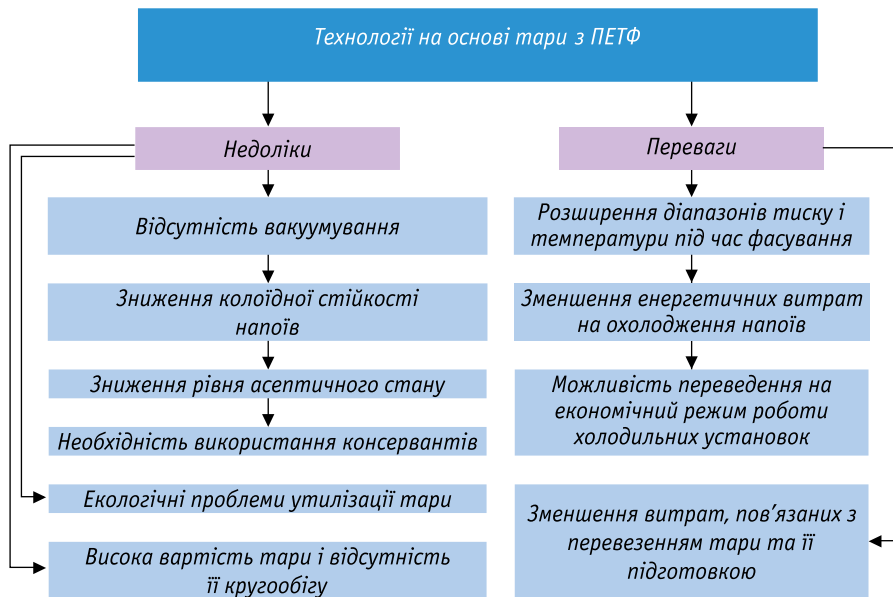 Технології на основі тари з ПЕТФ
Недоліки
Відсутність вакуумування
Зниження колоїдної стійкості
напоїв
Зниження рівня асептичного стану
Необхідність використання консервантів
Екологічні проблеми утилізації тари
Висока вартість тари і відсутність
її кругообігу
Переваги
Розширення діапазонів тиску і
температури під час фасування
Зменшення енергетичних витрат
на охолодження напоїв
Можливість переведення на
економічний режим роботи
холодильних установок
Зменшення витрат, пов’язаних з
перевезенням тари та її
підготовкою